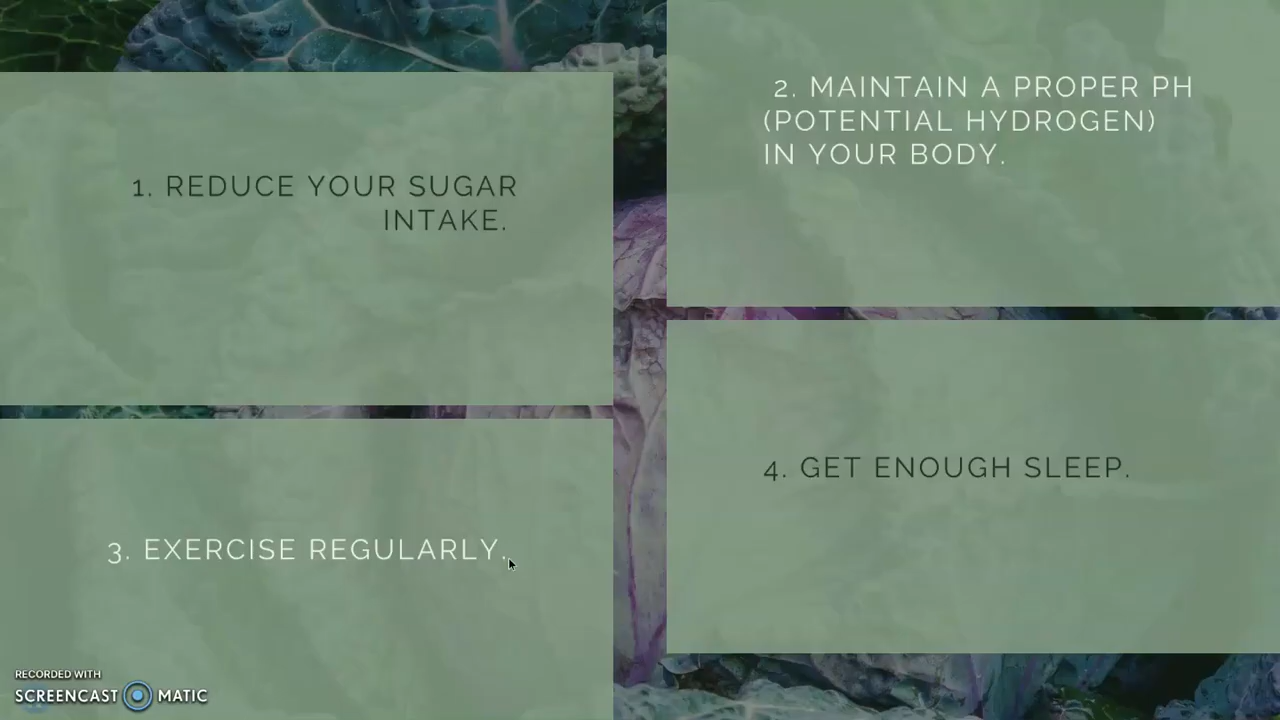 1. REDUCE YOUR SUGAR
INTAKE.
2. MAINTAIN A PROPER PH
(POTENTIAL HYDROGEN)
IN YOUR BODY.
3. EXERCISE REGULARLY.
4. GET ENOUGH SLEEP.
RECORDED WITH
SCREENCAST MATIC